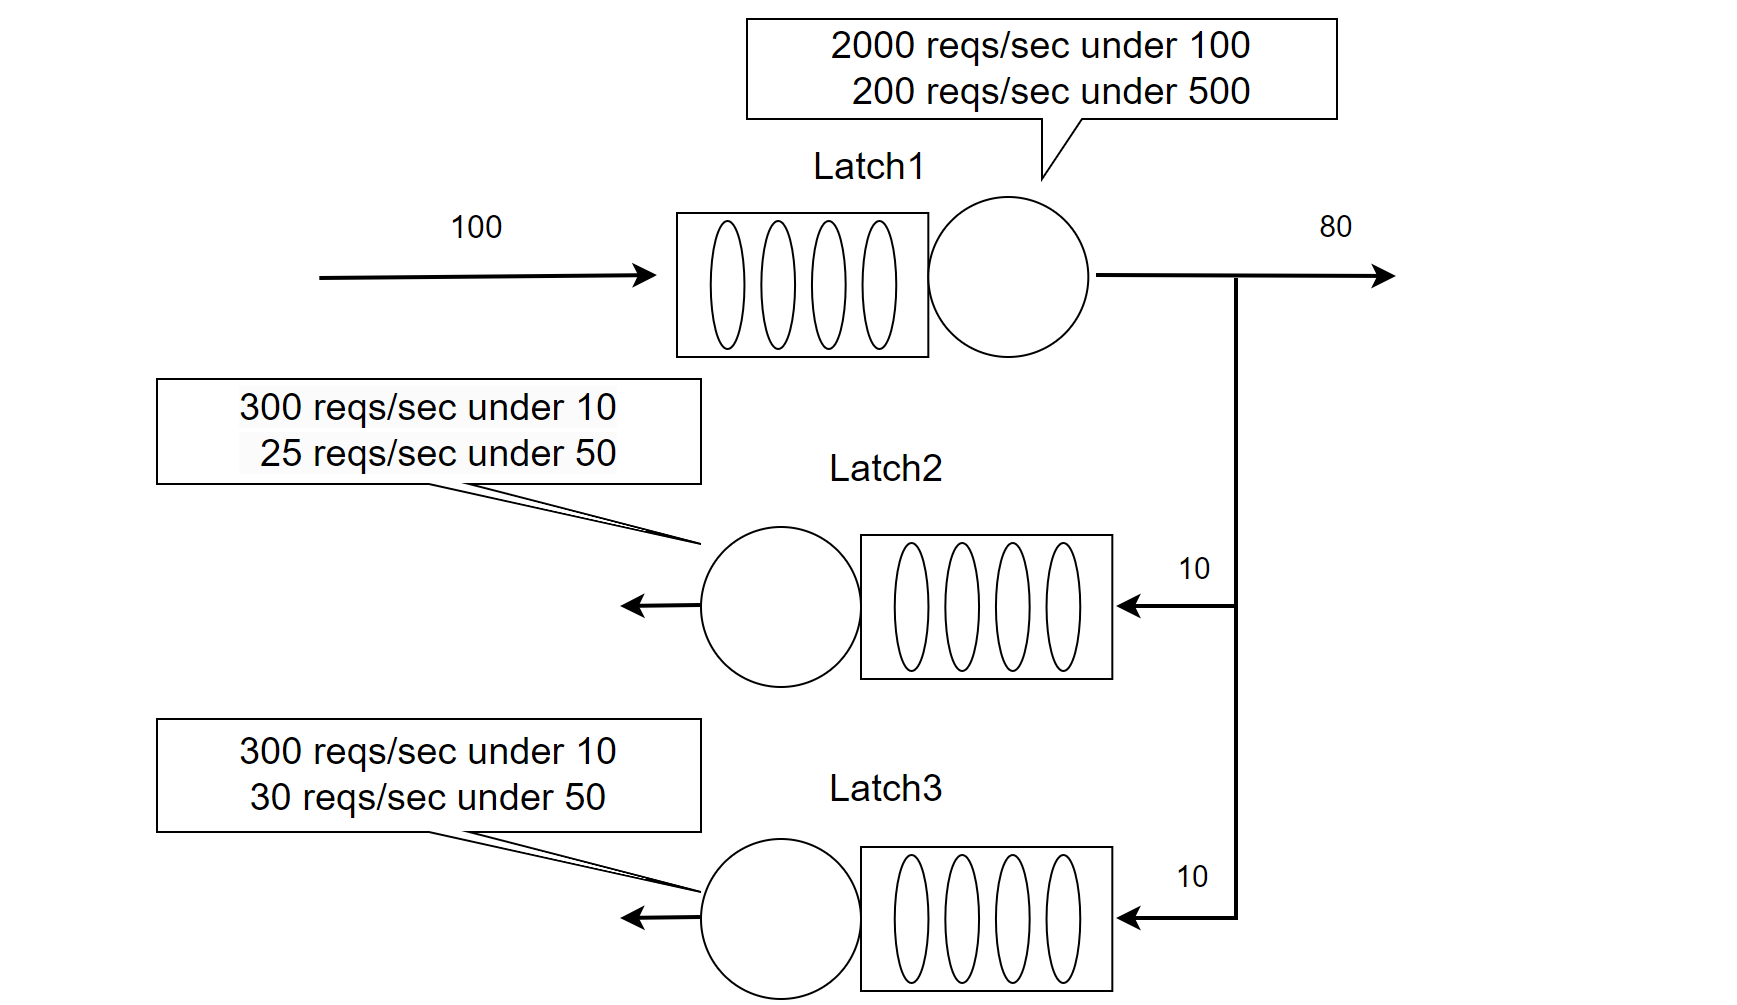 2000 reqs/sec under 100
200 reqs/sec under 500
Latch1
100
80
300 reqs/sec under 10
25 reqs/sec under 50
Latch2
10
300 reqs/sec under 10
30 reqs/sec under 50
Latch3
10